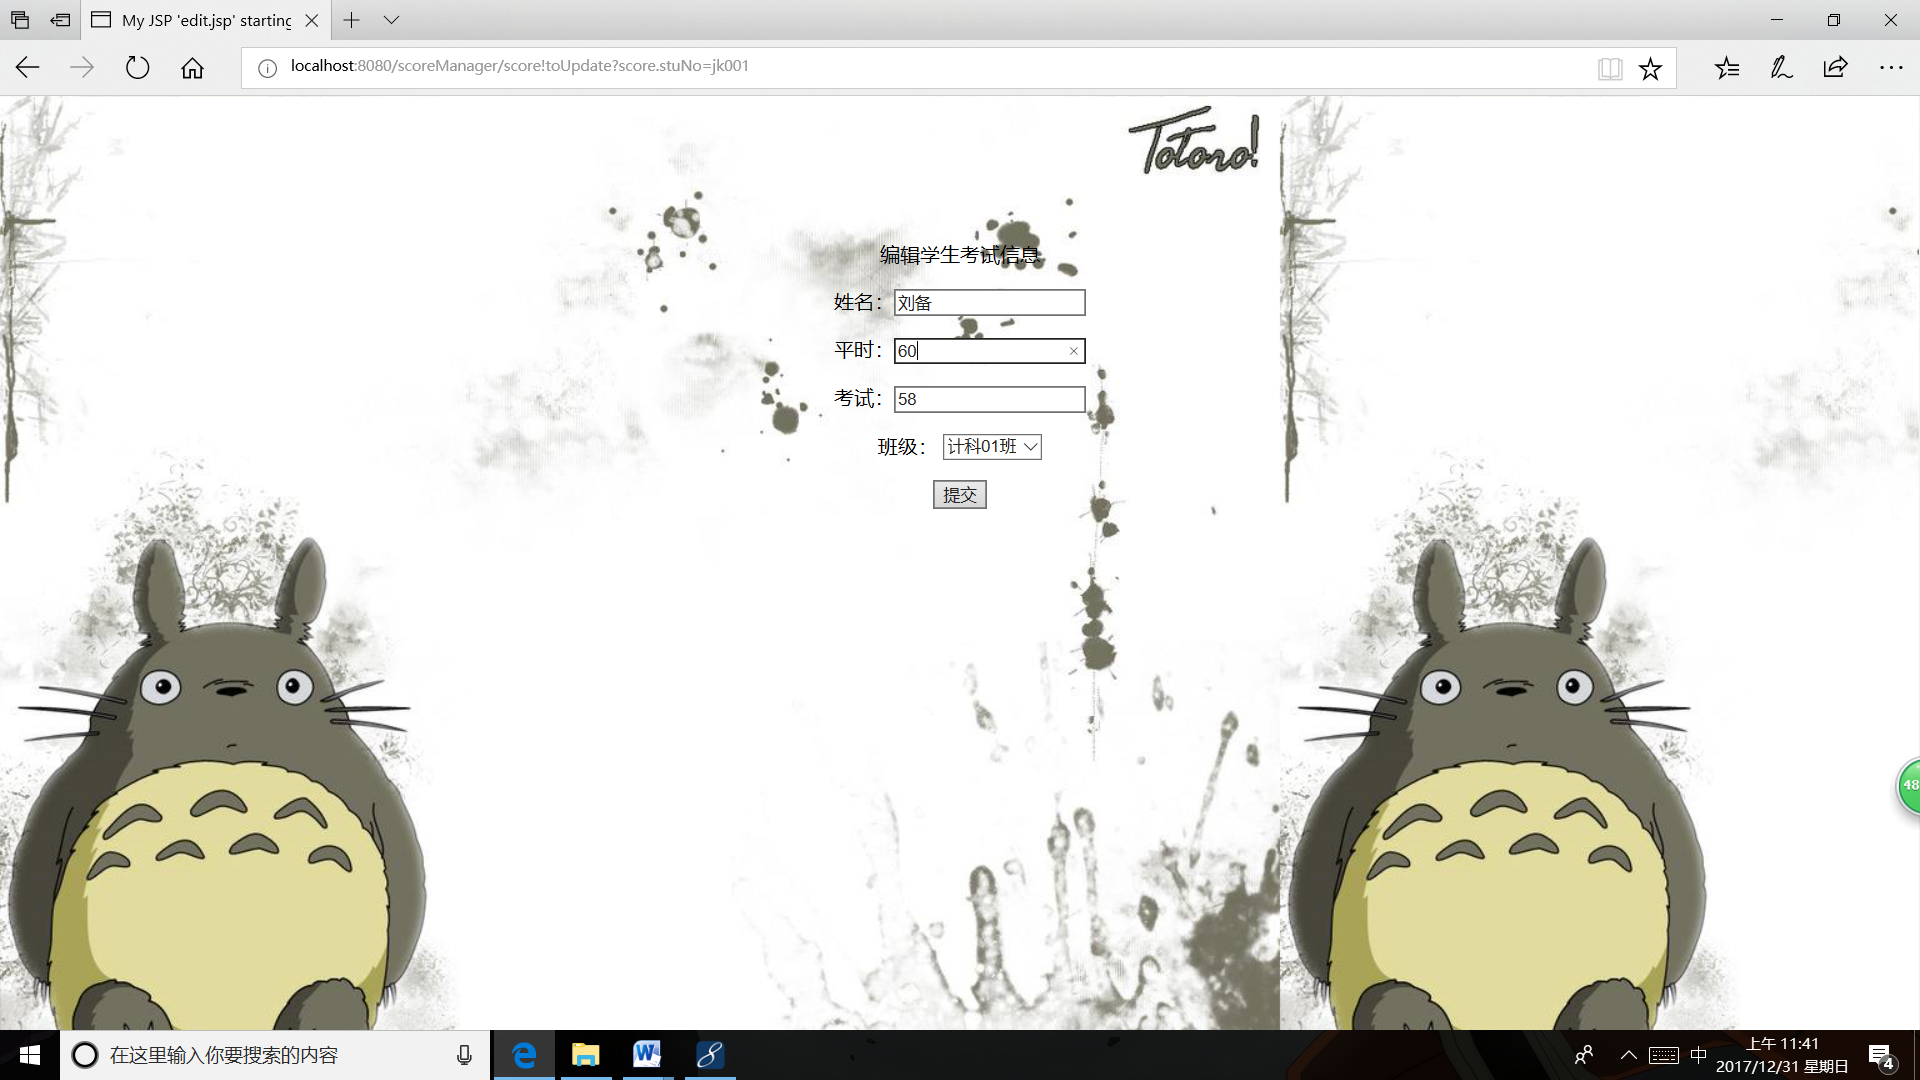 My JSP 'edit.jsp' starting
localhost:8080/scoreManager/score!toUpdate?score.stuNo=jk001
Totoro!
编辑学生考试信息
姓名： 刘备
平时： 60
考试： 58
班级： 计科01班
提交
48
在这里输入你要搜索的内容
中
上午 11:41
2017/12/31 星期日
4